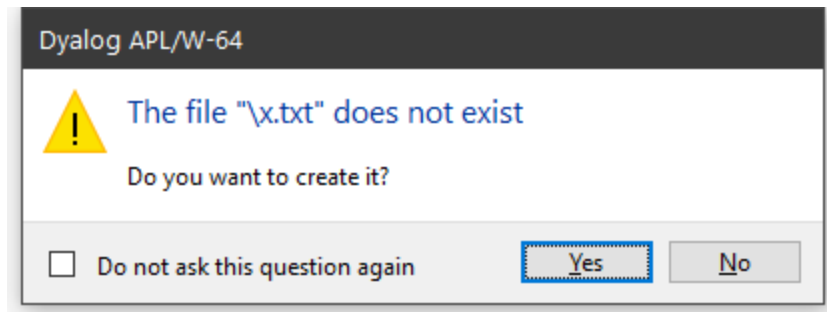 Dyalog APL/W-64
The file "\x.txt" does not exist
Do you want to create it?
Do not ask this question again
Yes
No